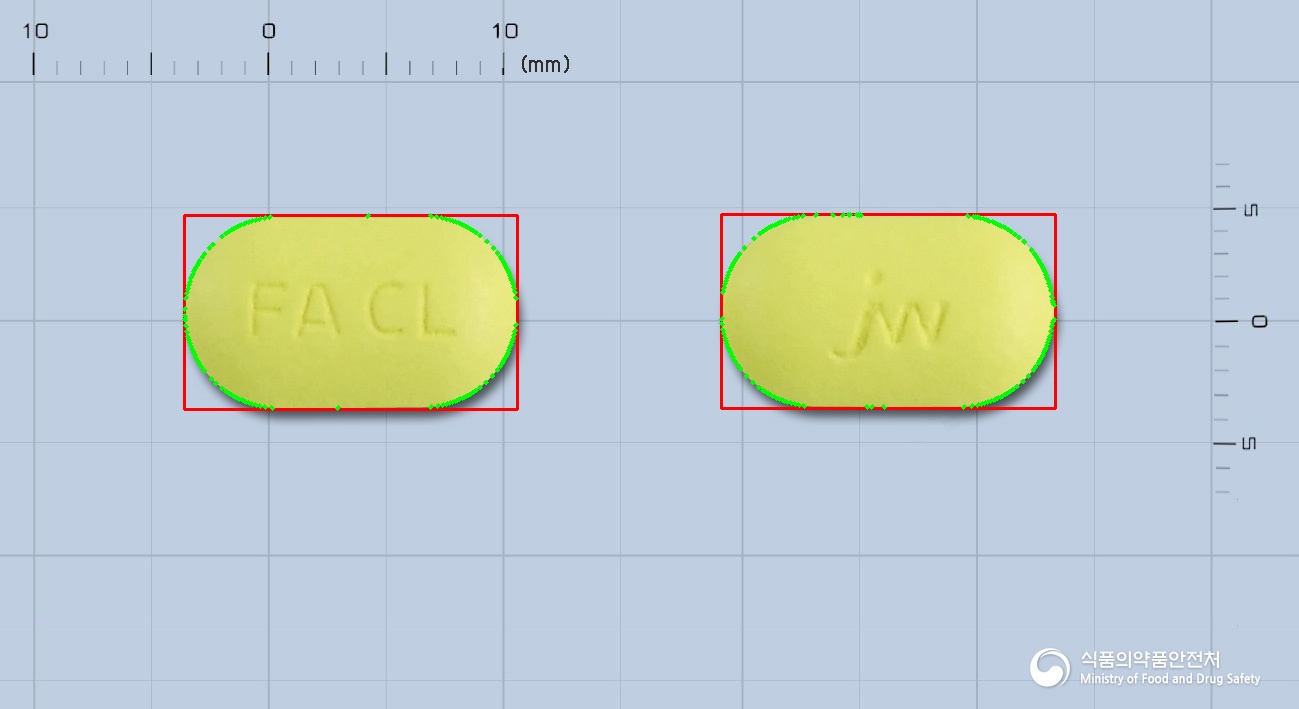 10 0 10
(mm)
5
0
5
FA CL
jw
식품의약품안전처
Ministry of Food and Drug Safety